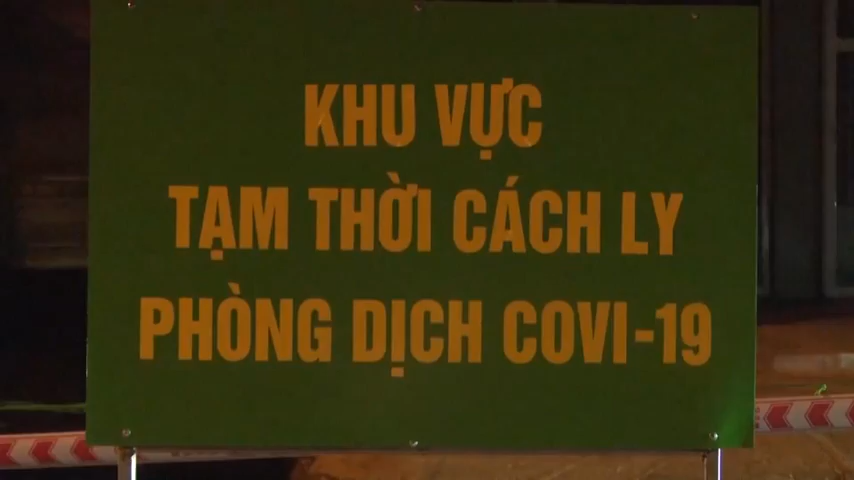 KHU VỰC
TẠM THỜI CÁCH LY
PHÒNG DỊCH COVI-19